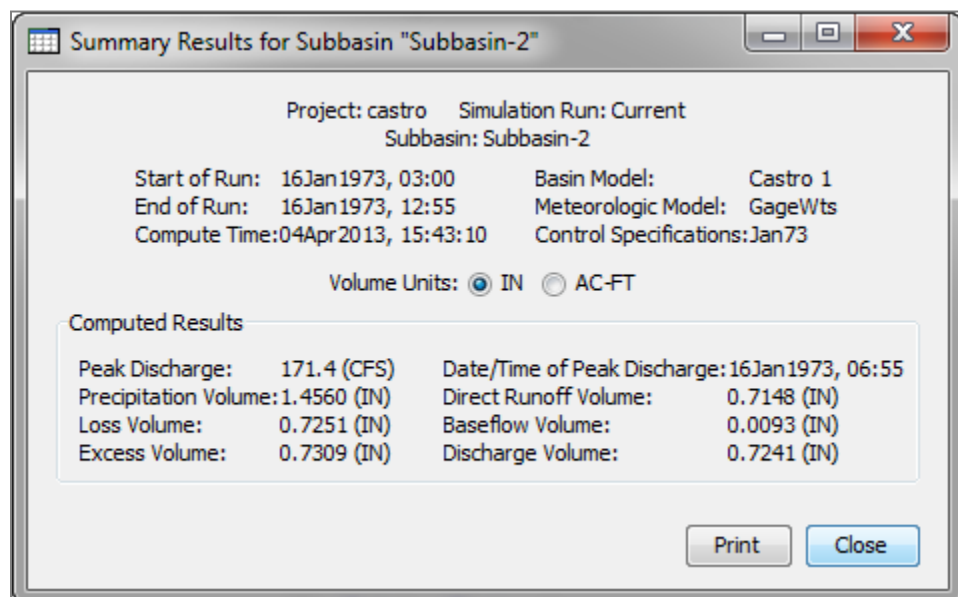 Summary Results for Subbasin "Subbasin-2"
Project: castro Simulation Run: Current
Subbasin: Subbasin-2
Start of Run: 16Jan1973, 03:00 Basin Model: Castro 1
End of Run: 16Jan1973, 12:55 Meteorologic Model: GageWts
Compute Time:04Apr2013, 15:43:10 Control Specifications:Jan73
Volume Units: IN AC-FT
Computed Results
Peak Discharge: 171.4 (CFS) Date/Time of Peak Discharge:16Jan1973, 06:55
Precipitation Volume:1.4560 (IN) Direct Runoff Volume: 0.7148 (IN)
Loss Volume: 0.7251 (IN) Baseflow Volume: 0.0093 (IN)
Excess Volume: 0.7309 (IN) Discharge Volume: 0.7241 (IN)
Print Close